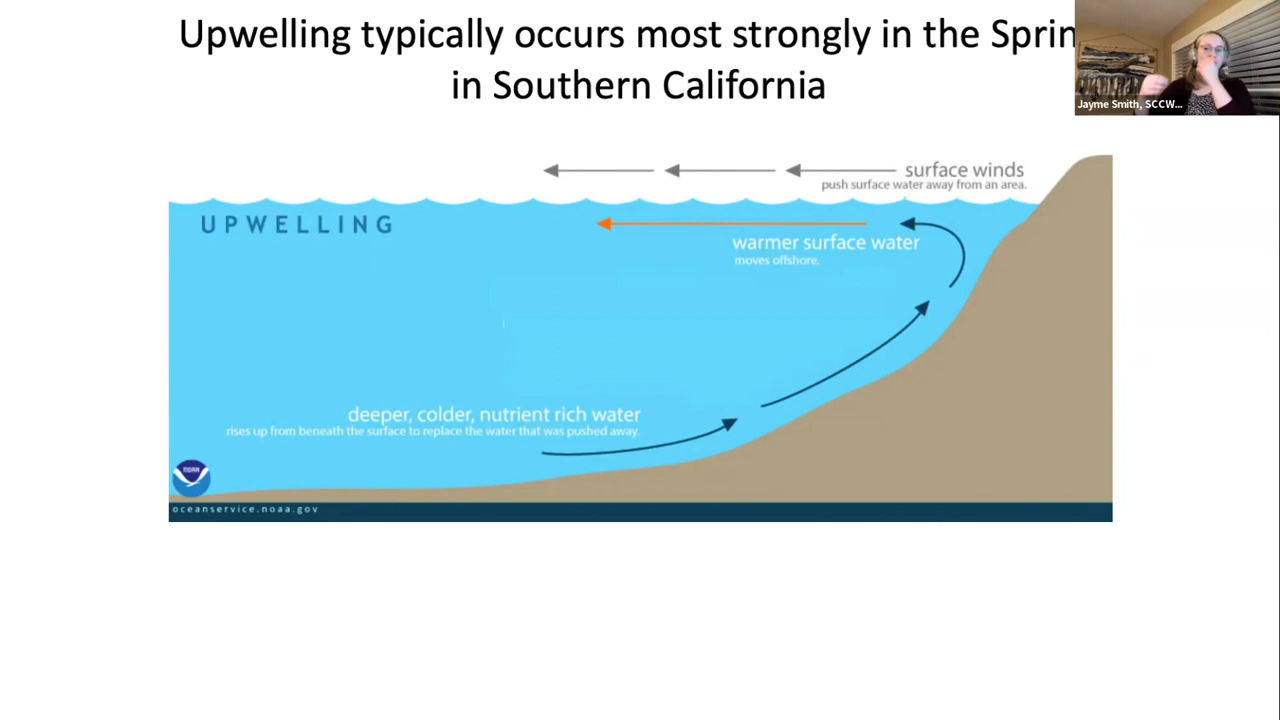 Upwelling typically occurs most strongly in the Sprin
in Southern California
Jayme Smith, SCCW...
surface winds
push surface water away from an area.
UPWELLING
warmer surface water
moves offshore.
deeper, colder, nutrient rich water
rises up from beneath the surface to replace the water that was pushed away.
NOAA
oceanservice.noaa.gov